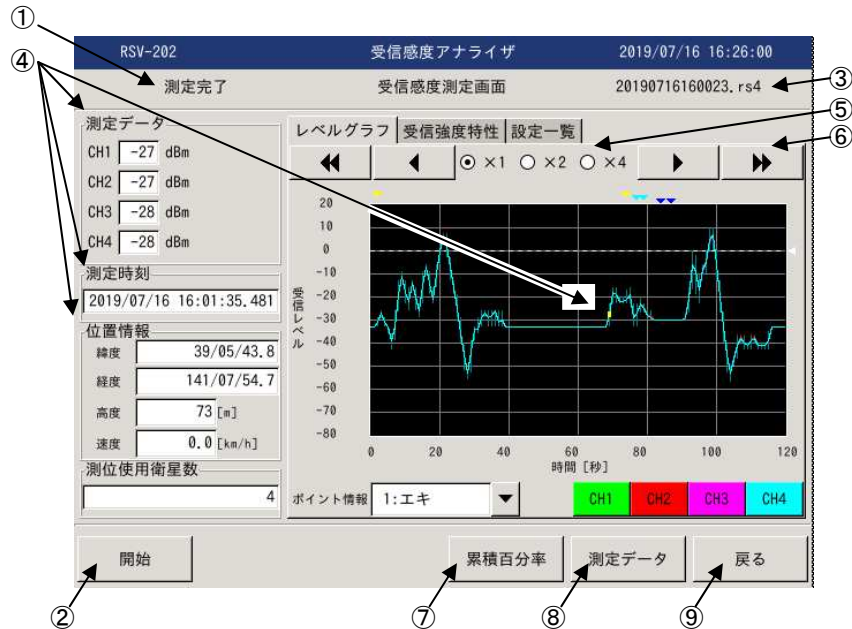 ①
RSV-202 受信感度アナライザ 2019/07/16 16:26:00
④
測定完了 受信感度測定画面 20190716160023.rs4 ③
⑤
⑥
測定データ
CH1 -27 dBm
CH2 -27 dBm
CH3 -28 dBm
CH4 -28 dBm
測定時刻
2019/07/16 16:01:35.481
位置情報
緯度 39/05/43.8
経度 141/07/54.7
高度 73 [m]
速度 0.0 [km/h]
測位使用衛星数
4
レベルグラフ 受信強度特性 設定一覧
×1 ×2 ×4
受信レベル
20
10
0
-10
-20
-30
-40
-50
-60
-70
-80
0 20 40 60 80 100 120
時間 [秒]
ポイント情報 1:エキ CH1 CH2 CH3 CH4
開始 累積百分率 測定データ 戻る
② ⑦ ⑧ ⑨